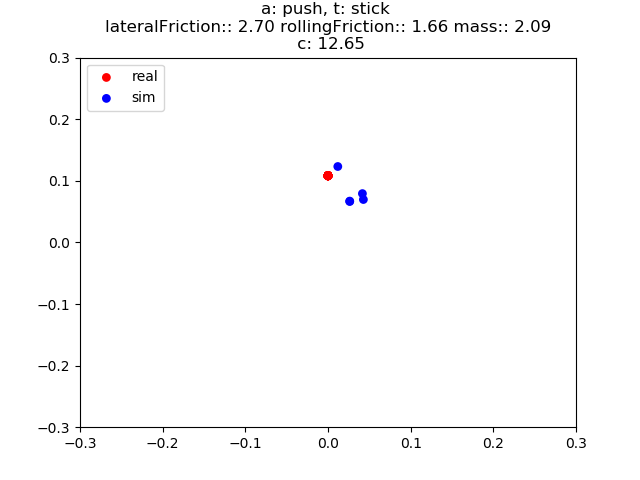 a: push, t: stick
lateralFriction:: 2.70 rollingFriction:: 1.66 mass:: 2.09
c: 12.65
real
sim
0.3
0.2
0.1
0.0
−0.1
−0.2
−0.3
−0.3 −0.2 −0.1 0.0 0.1 0.2 0.3